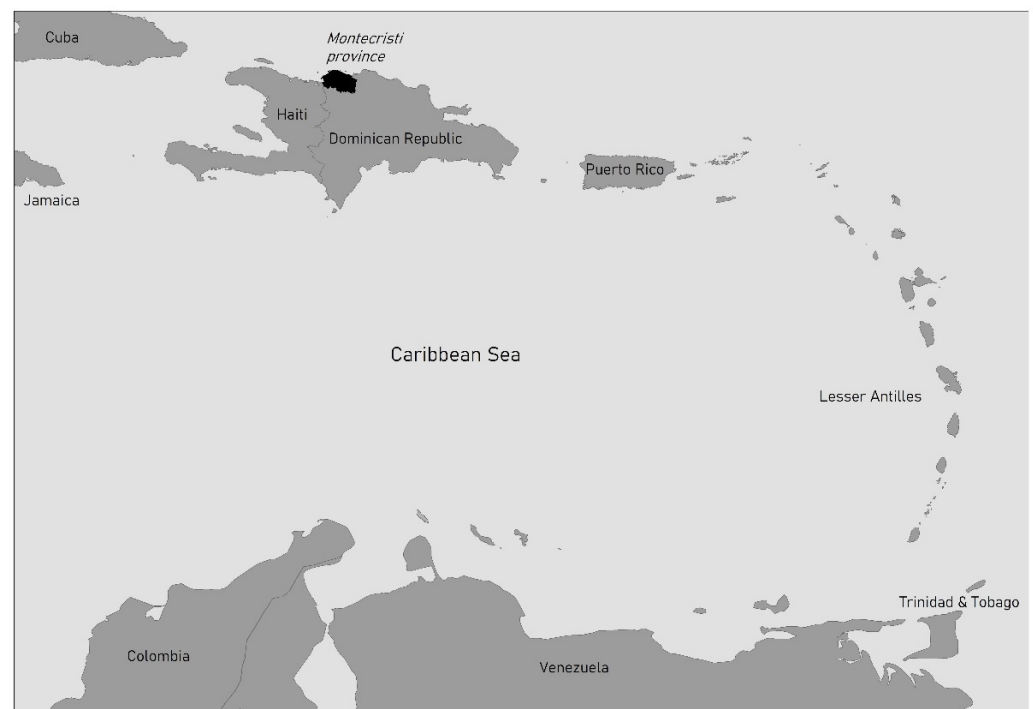 Cuba
Montecristi
province
Haiti
Dominican Republic
Puerto Rico
Jamaica
Caribbean Sea
Lesser Antilles
Trinidad & Tobago
Colombia
Venezuela